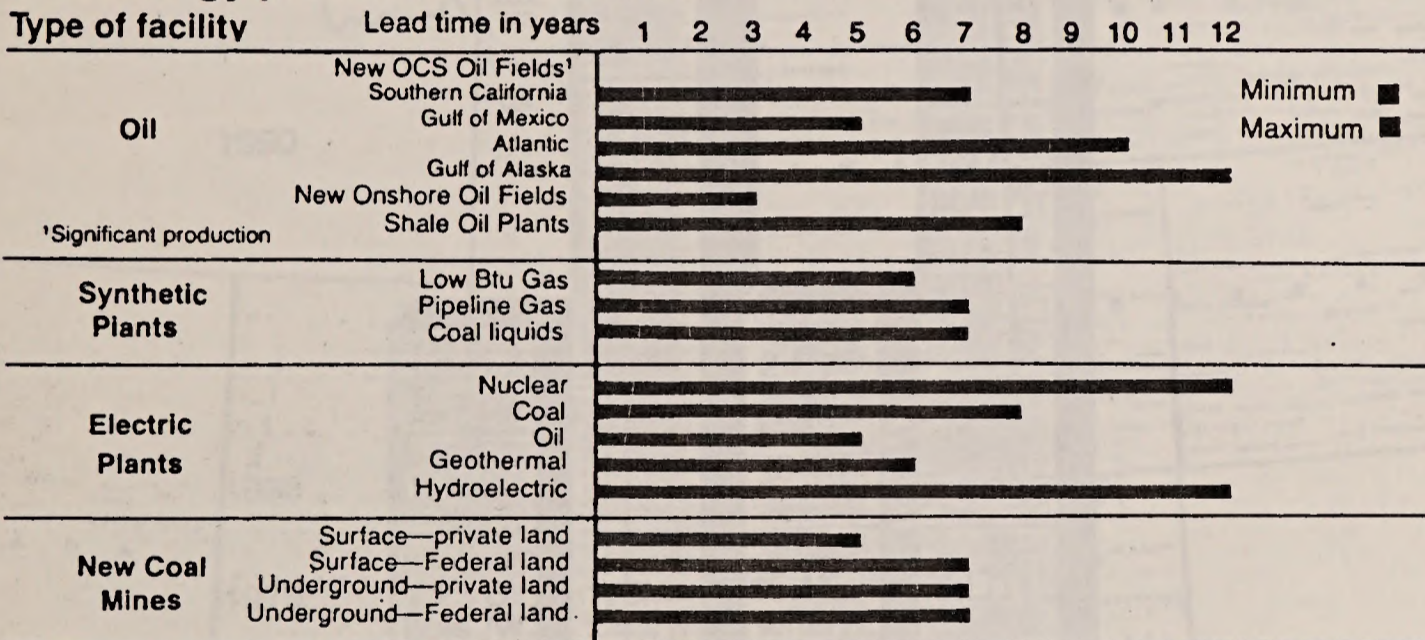 Type of facility Lead time in years 1 2 3 4 5 6 7 8 9 10 11 12
New OCS Oil Fields¹
Southern California
Gulf of Mexico
Atlantic
Gulf of Alaska
New Onshore Oil Fields
Shale Oil Plants
Oil
¹Significant production
Minimum
Maximum
Synthetic
Plants
Low Btu Gas
Pipeline Gas
Coal liquids
Electric
Plants
Nuclear
Coal
Oil
Geothermal
Hydroelectric
New Coal
Mines
Surface—private land
Surface—Federal land
Underground—private land
Underground—Federal land